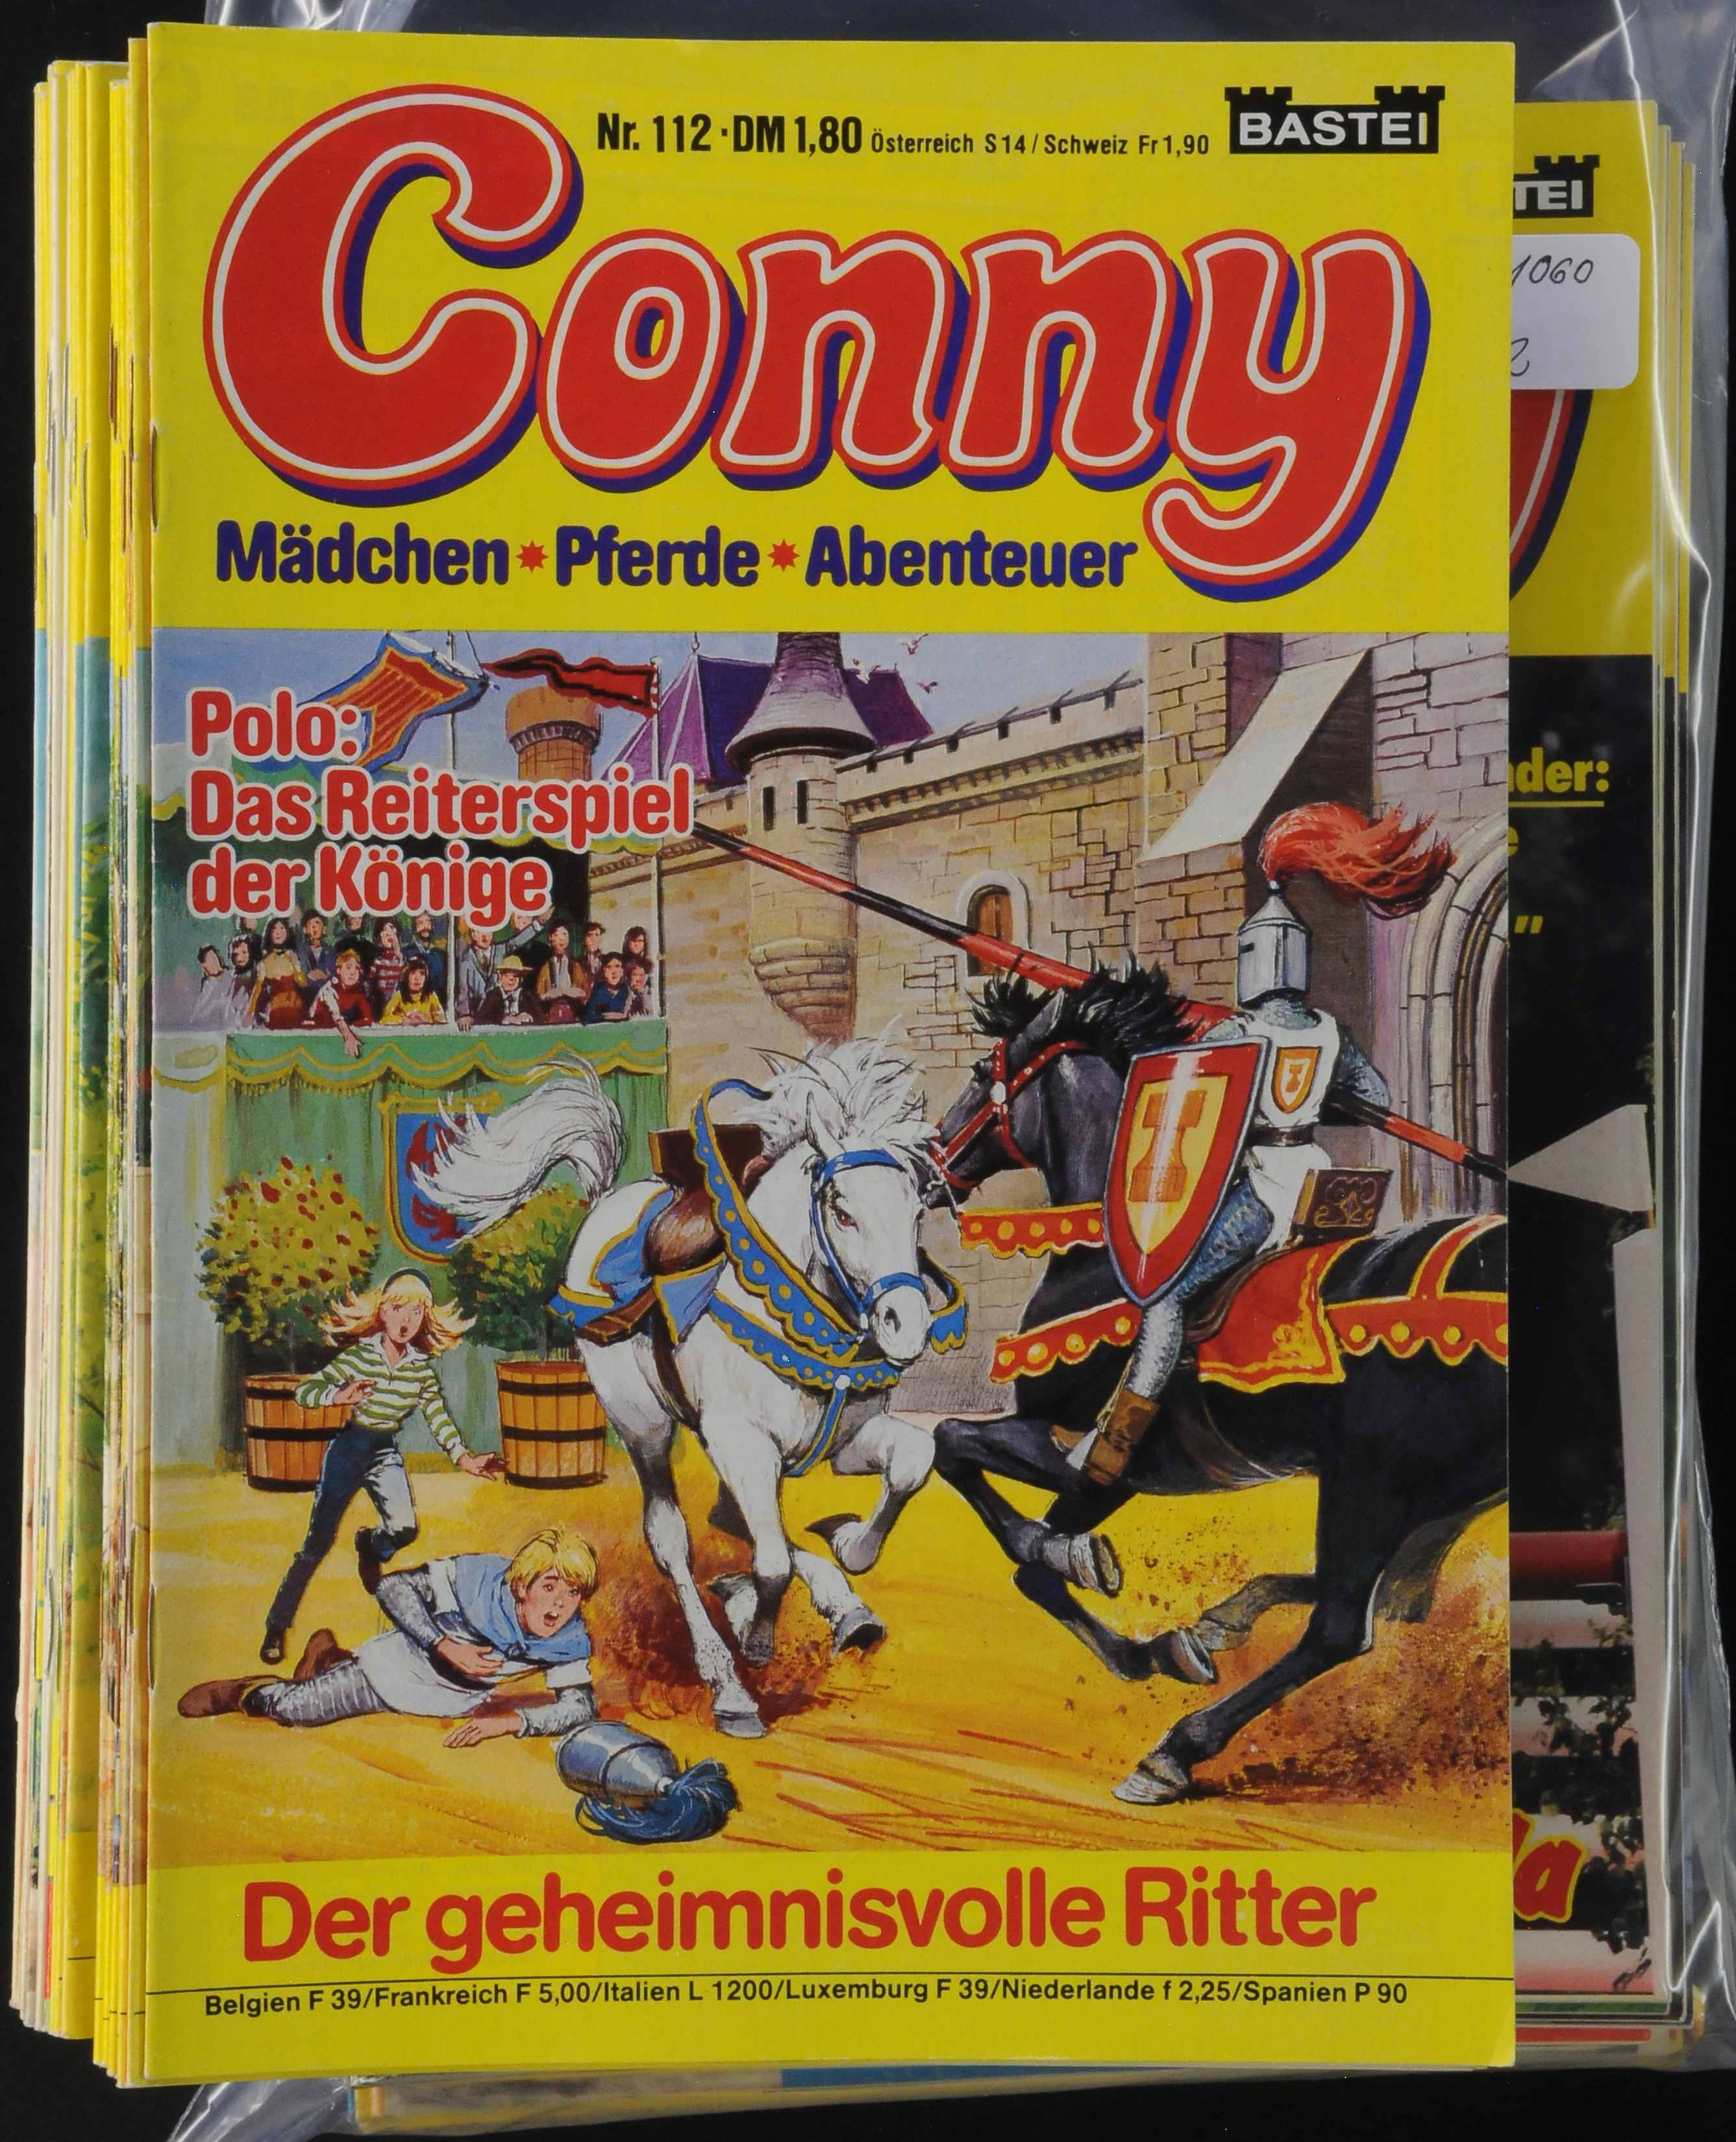 Nr. 112 · DM 1,80 Österreich S 14 / Schweiz Fr 1,90
BASTEI
TEI
Conny
1060
2
Mädchen * Pferde * Abenteuer
Polo:
Das Reiterspiel
der Könige
nder:
e
"
Der geheimnisvolle Ritter
la
Belgien F 39/Frankreich F 5,00/Italien L 1200/Luxemburg F 39/Niederlande f 2,25/Spanien P 90